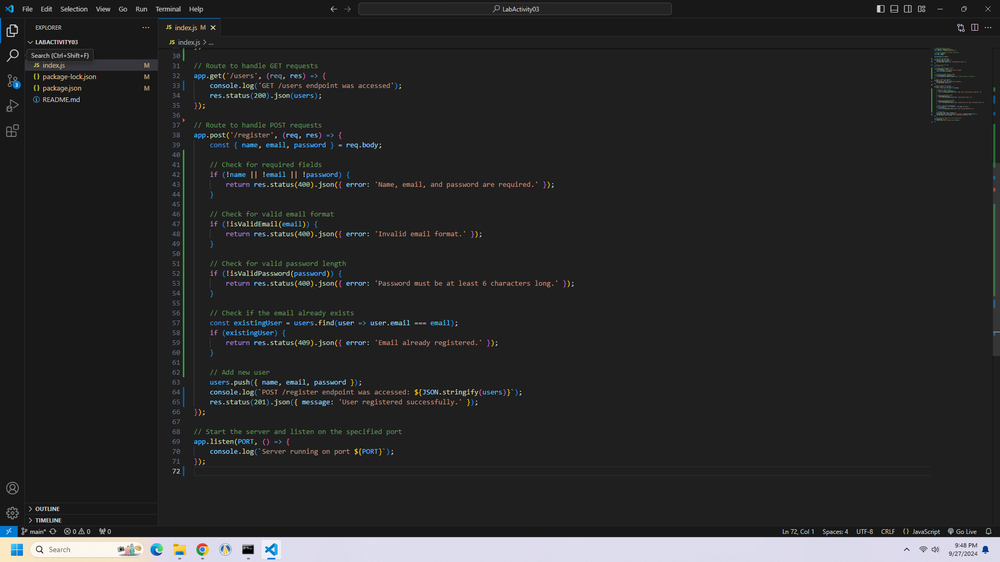 File Edit Selection View Go Run Terminal Help
LabActivity03
EXPLORER
LABACTIVITY03
Search (Ctrl+Shift+F)
JS index.js M
{} package-lock.json M
{} package.json M
README.md
3
OUTLINE
TIMELINE
JS index.js M
JS index.js > ...
30
31 // Route to handle GET requests
32 app.get('/users', (req, res) => {
33 console.log('GET /users endpoint was accessed');
34 res.status(200).json(users);
35 });
36
37 // Route to handle POST requests
38 app.post('/register', (req, res) => {
39 const { name, email, password } = req.body;
40
41 // Check for required fields
42 if (!name || !email || !password) {
43 return res.status(400).json({ error: 'Name, email, and password are required.' });
44 }
45
46 // Check for valid email format
47 if (!isValidEmail(email)) {
48 return res.status(400).json({ error: 'Invalid email format.' });
49 }
50
51 // Check for valid password length
52 if (!isValidPassword(password)) {
53 return res.status(400).json({ error: 'Password must be at least 6 characters long.' });
54 }
55
56 // Check if the email already exists
57 const existingUser = users.find(user => user.email === email);
58 if (existingUser) {
59 return res.status(409).json({ error: 'Email already registered.' });
60 }
61
62 // Add new user
63 users.push({ name, email, password });
64 console.log(`POST /register endpoint was accessed: ${JSON.stringify(users)}`);
65 res.status(201).json({ message: 'User registered successfully.' });
66 });
67
68 // Start the server and listen on the specified port
69 app.listen(PORT, () => {
70 console.log(`Server running on port ${PORT}`);
71 });
72
main* 0 0 0 Ln 72, Col 1 Spaces: 4 UTF-8 CRLF {} JavaScript Go Live
Search
9:48 PM
9/27/2024